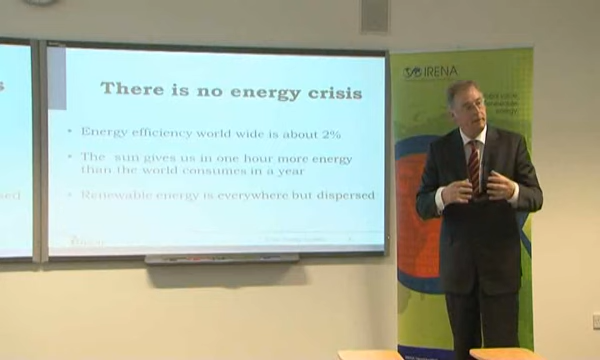 There is no energy crisis
• Energy efficiency world wide is about 2%
• The sun gives us in one hour more energy
than the world consumes in a year
• Renewable energy is everywhere but dispersed
IRENA
energy